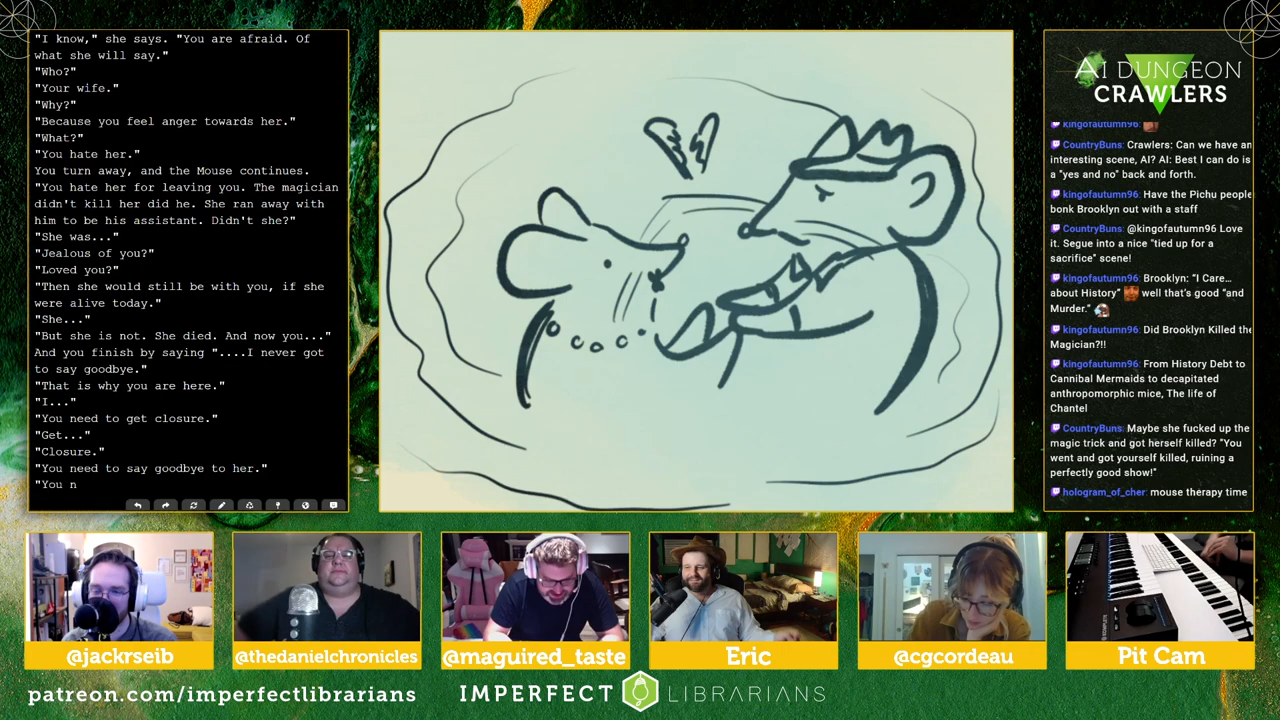 "I know," she says. "You are afraid. Of
what she will say."
"Who?"
"Your wife."
"Why?"
"Because you feel anger towards her."
"What?"
"You hate her."
You turn away, and the Mouse continues.
"You hate her for leaving you. The magician
didn't kill her did he. She ran away with
him to be his assistant. Didn't she?"
"She was..."
"Jealous of you?"
"Loved you?"
"Then she would still be with you, if she
were alive today."
"She..."
"But she is not. She died. And now you..."
And you finish by saying "....I never got
to say goodbye."
"That is why you are here."
"I..."
"You need to get closure."
"Get..."
"Closure."
"You need to say goodbye to her."
"You n
AI DUNGEON
CRAWLERS
kingofautumn96:
CountryBuns: Crawlers: Can we have an
interesting scene, AI? AI: Best I can do is
a "yes and no" back and forth.
kingofautumn96: Have the Pichu people
bonk Brooklyn out with a staff
CountryBuns: @kingofautumn96 Love
it. Segue into a nice "tied up for a
sacrifice" scene!
kingofautumn96: Brooklyn: “I Care…
about History” well that’s good “and
Murder.”
kingofautumn96: Did Brooklyn Killed the
Magician?!!
kingofautumn96: From History Debt to
Cannibal Mermaids to decapitated
anthropomorphic mice, The life of
Chantel
CountryBuns: Maybe she fucked up the
magic trick and got herself killed? "You
went and got yourself killed, ruining a
perfectly good show!"
hologram_of_cher: mouse therapy time
@jackrseib
@thedanielchronicles
@maguired_taste
Eric
@cgcordeau
Pit Cam
patreon.com/imperfectlibrarians
IMPERFECT LIBRARIANS